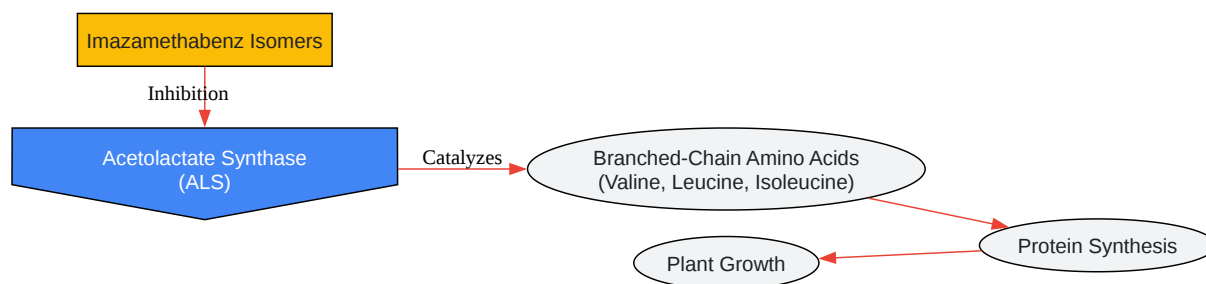 Imazamethabenz Isomers
Inhibition
Acetolactate Synthase
(ALS)
Catalyzes
Branched-Chain Amino Acids
(Valine, Leucine, Isoleucine)
Protein Synthesis
Plant Growth